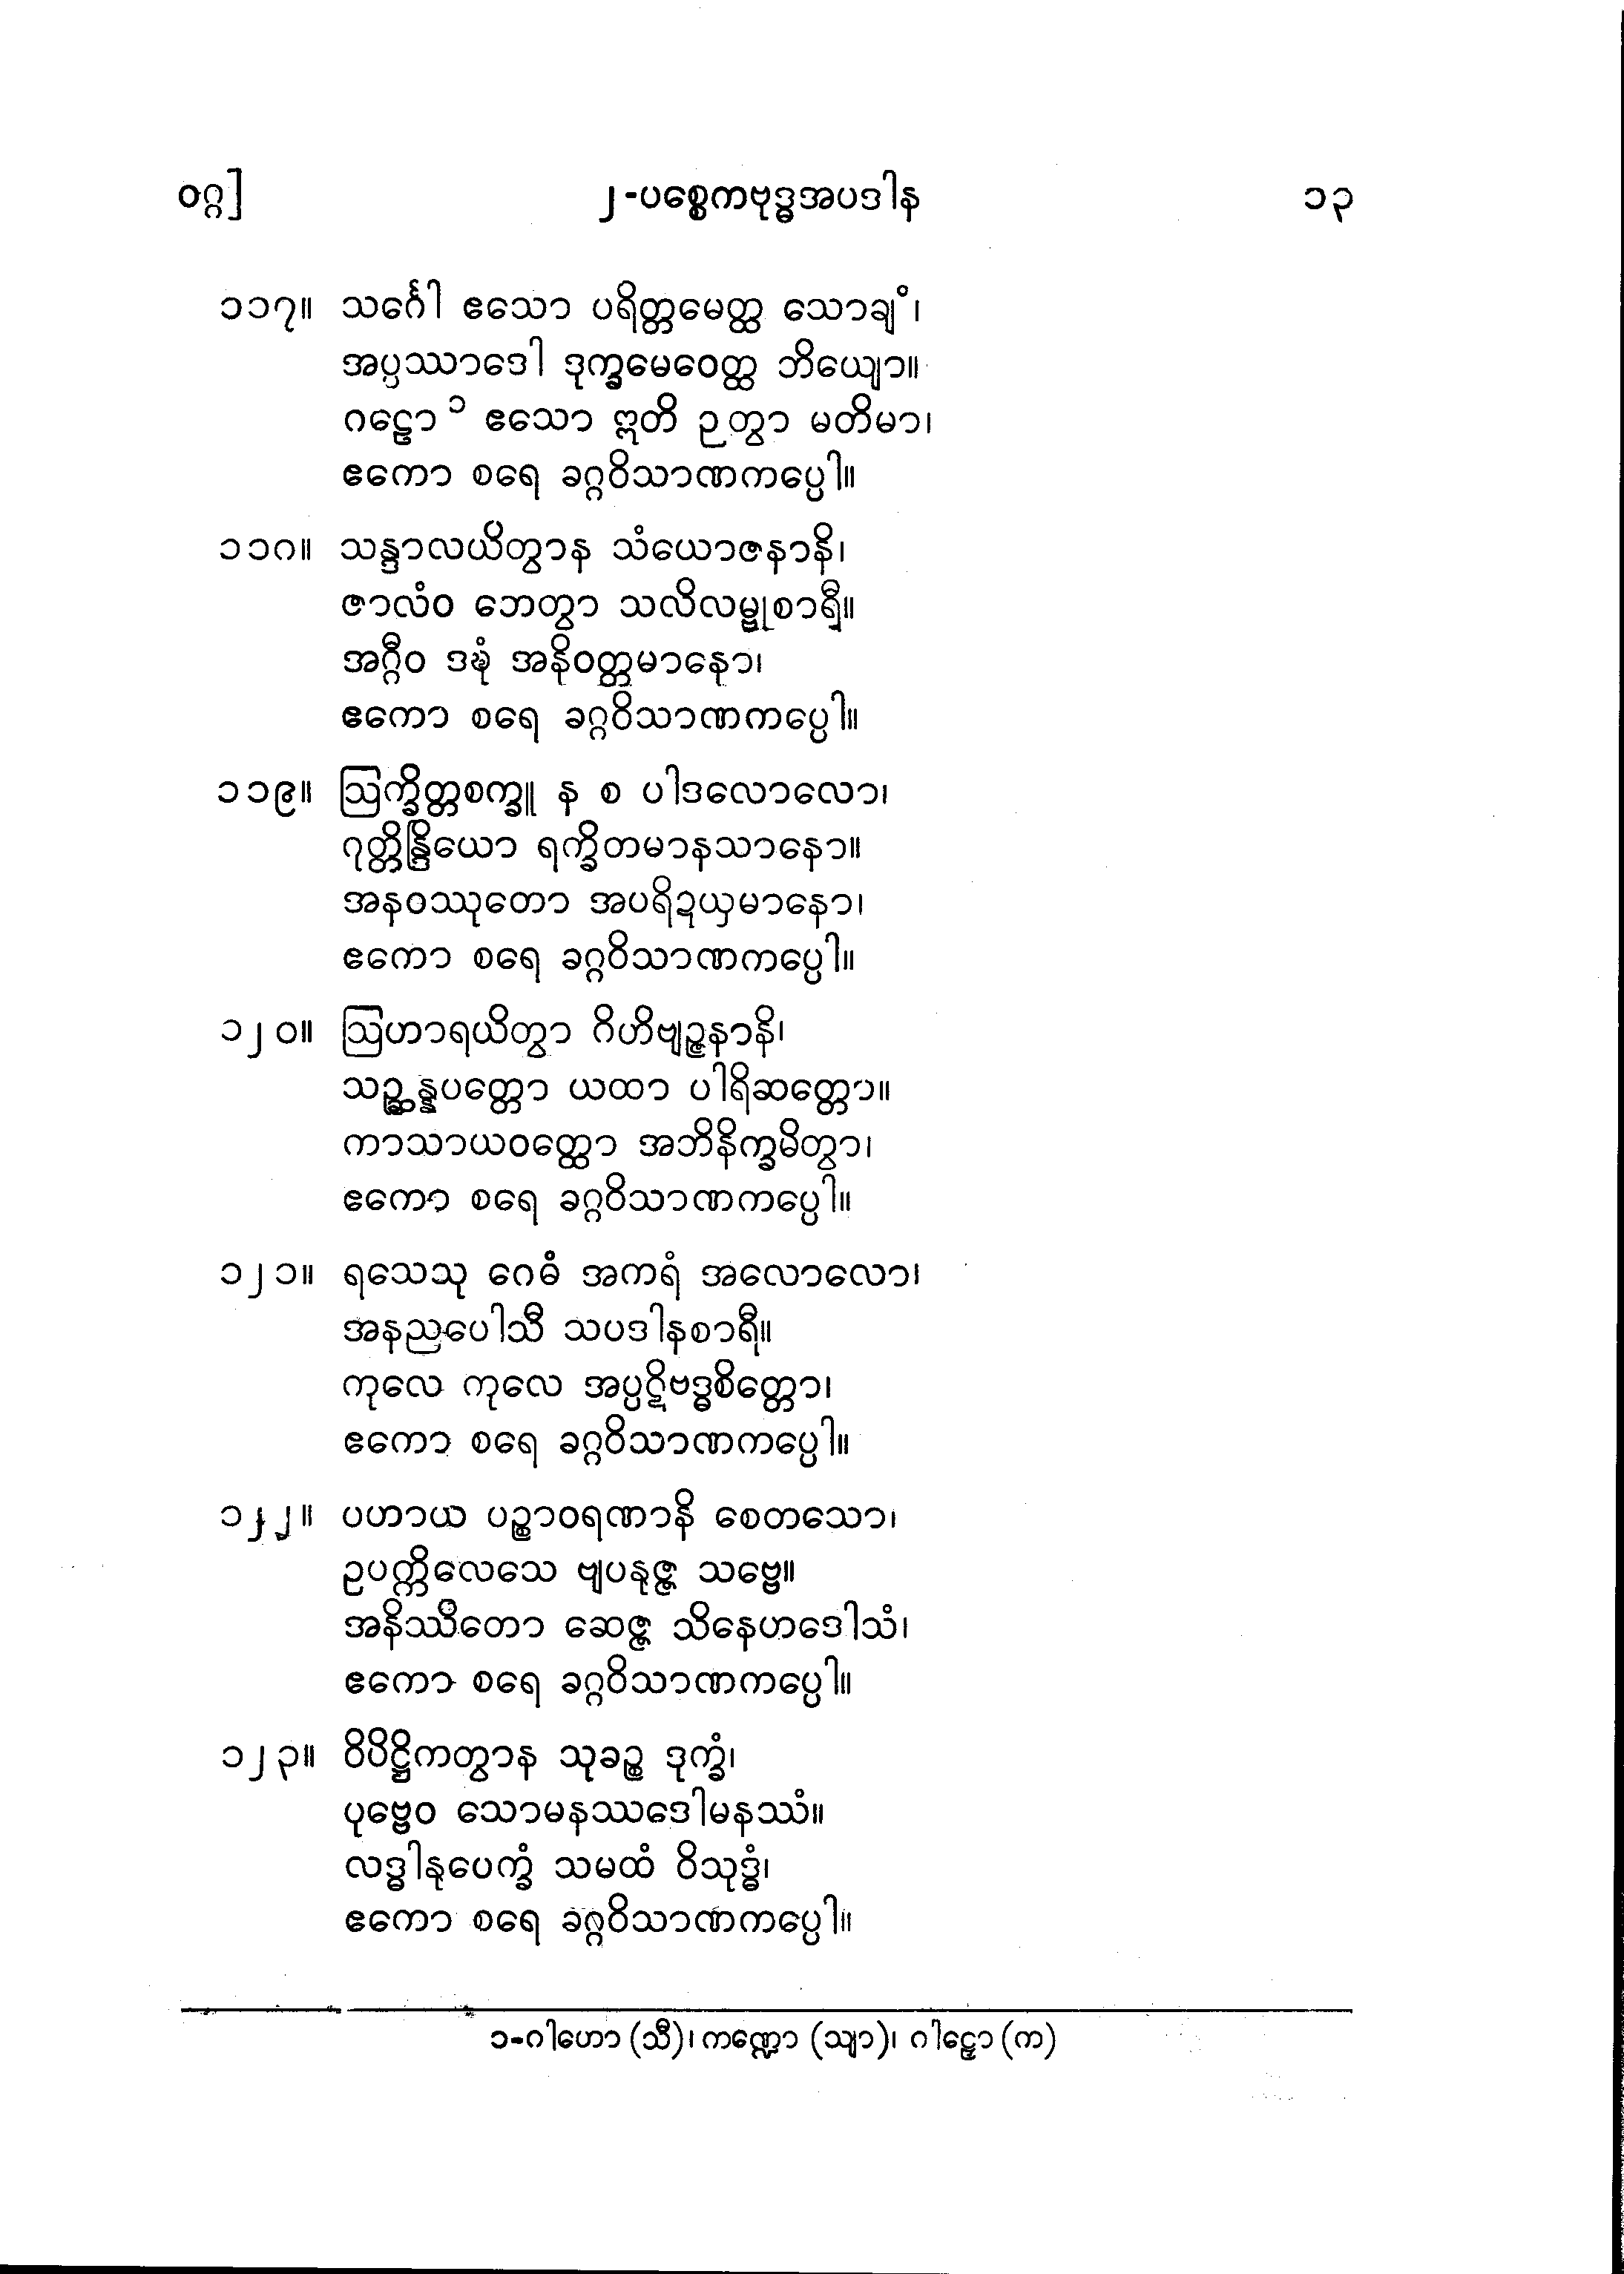 ဝဂ္ဂ] ၂-ပစ္စေကဗုဒ္ဓအပဒါန ၁၃
၁၁၇။ သင်္ဂေါ ဧသော ပရိတ္တမေတ္ထ သောချံ၊
အပ္ပဿာဒေါ ဒုက္ခမေဝေတ္ထ ဘိယျော။
ဂဠော ၁ ဧသော ဣတိ ဉတွာ မတိမာ၊
ဧကော စရေ ခဂ္ဂဝိသာဏကပ္ပေါ။
၁၁၈။ သန္ဒာလယိတွာန သံယောဇနာနိ၊
ဇာလံဝ ဘေတွာ သလိလမ္ဗုစာရီ။
အဂ္ဂီဝ ဒဍ္ဎံ အနိဝတ္တမာနော၊
ဧကော စရေ ခဂ္ဂဝိသာဏကပ္ပေါ။
၁၁၉။ ဩက္ခိတ္တစက္ခူ န စ ပါဒလောလော၊
ဂုတ္တိန္ဒြိယော ရက္ခိတမာနသာနော။
အနဝဿုတော အပရိဍယှမာနော၊
ဧကော စရေ ခဂ္ဂဝိသာဏကပ္ပေါ။
၁၂၀။ ဩဟာရယိတွာ ဂိဟိဗျဉ္ဇနာနိ၊
သဉ္ဆန္နပတ္တော ယထာ ပါရိဆတ္တော။
ကာသာယဝတ္ထော အဘိနိက္ခမိတွာ၊
ဧကော စရေ ခဂ္ဂဝိသာဏကပ္ပေါ။
၁၂၁။ ရသေသု ဂေဓံ အကရံ အလောလော၊
အနညပေါသီ သပဒါနစာရီ။
ကုလေ ကုလေ အပ္ပဋိဗဒ္ဓစိတ္တော၊
ဧကော စရေ ခဂ္ဂဝိသာဏကပ္ပေါ။
၁၂၂။ ပဟာယ ပဉ္စာဝရဏာနိ စေတသော၊
ဥပက္ကိလေသေ ဗျပနုဇ္ဇ သဗ္ဗေ။
အနိဿိတော ဆေဇ္ဇ သိနေဟဒေါသံ၊
ဧကော စရေ ခဂ္ဂဝိသာဏကပ္ပေါ။
၁၂၃။ ဝိပိဋ္ဌိကတွာန သုခဉ္စ ဒုက္ခံ၊
ပုဗ္ဗေဝ သောမနဿဒေါမနဿံ။
လဒ္ဓါနုပေက္ခံ သမထံ ဝိသုဒ္ဓံ၊
ဧကော စရေ ခဂ္ဂဝိသာဏကပ္ပေါ။
၁-ဂါဟော (သီ)၊ ကဏ္ဍော (သျာ)၊ ဂါဠှော (က)